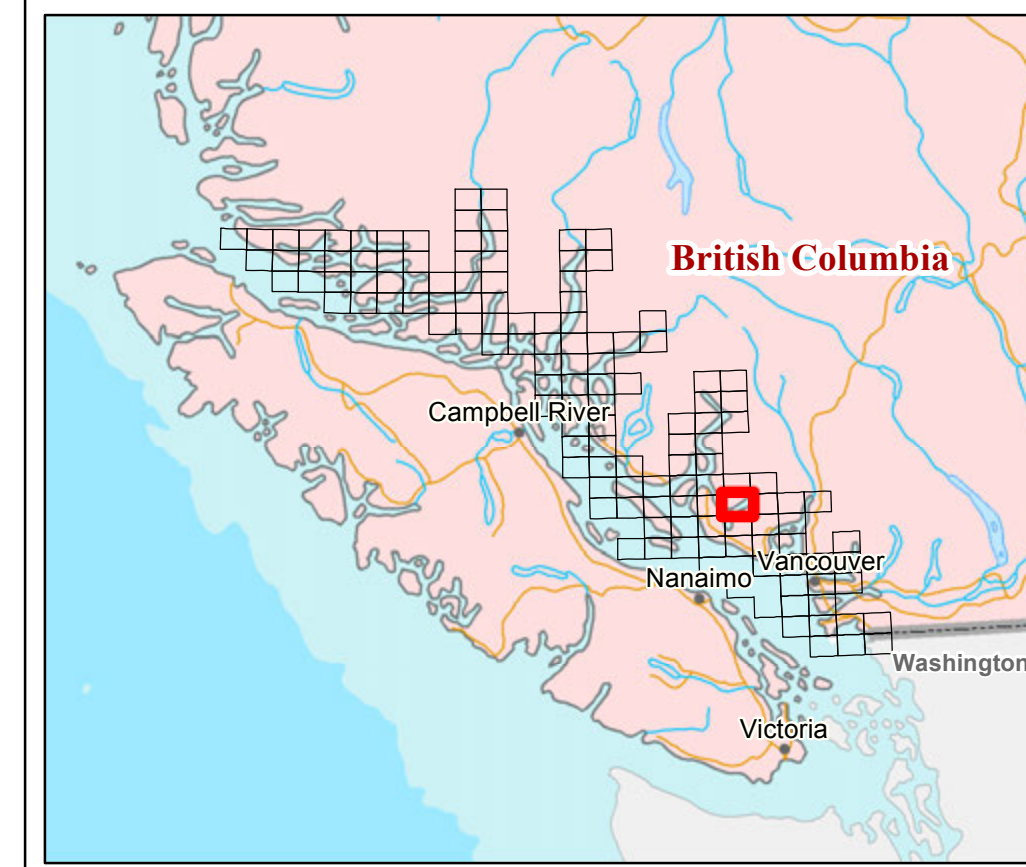 British Columbia
Campbell River
Vancouver
Nanaimo
Washington
Victoria